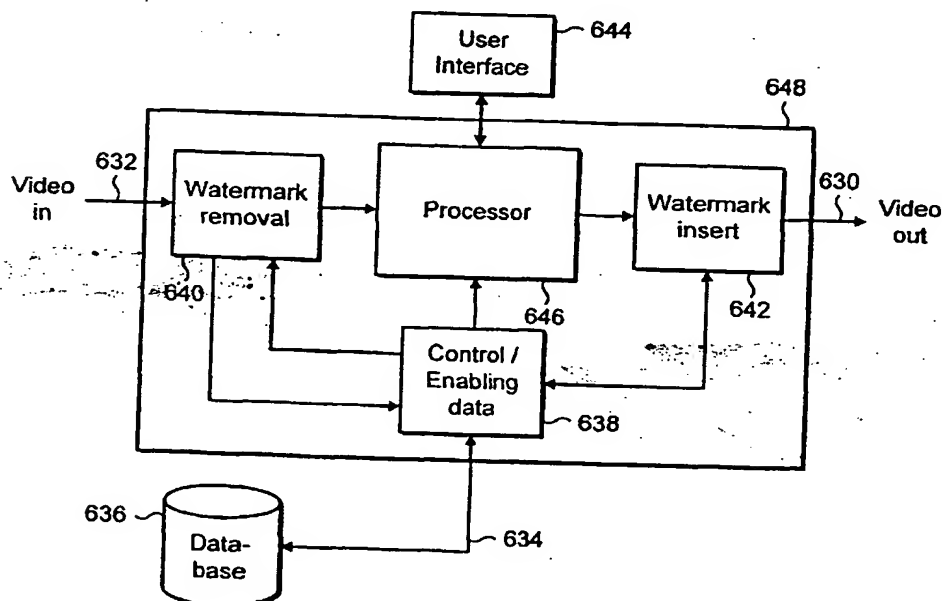 User
Interface
644
648
Video
in
632
Watermark
removal
Processor
Watermark
insert
630
Video
out
640
646
642
Control /
Enabling
data
638
636
Data-
base
634